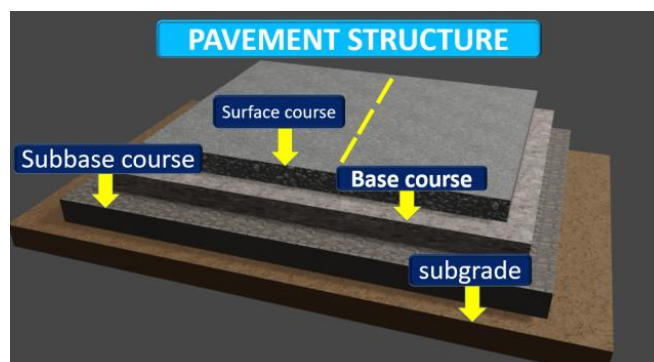 PAVEMENT STRUCTURE
Surface course
Subbase course
Base course
subgrade